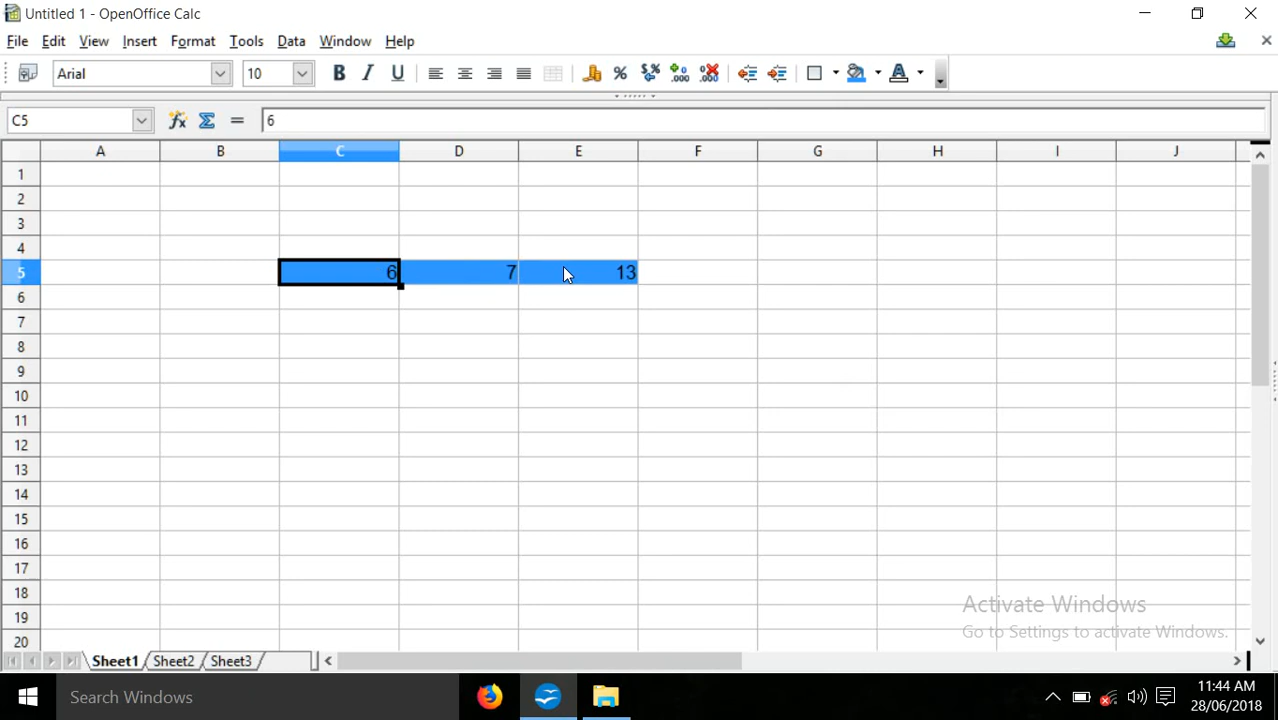 Untitled 1 - OpenOffice Calc
File Edit View Insert Format Tools Data Window Help
Arial 10
C5 6
A B C D E F G H I J
1
2
3
4
5 6 7 13
6
7
8
9
10
11
12
13
14
15
16
17
18
19
20
Activate Windows
Go to Settings to activate Windows.
Sheet1 Sheet2 Sheet3
Search Windows
11:44 AM
28/06/2018